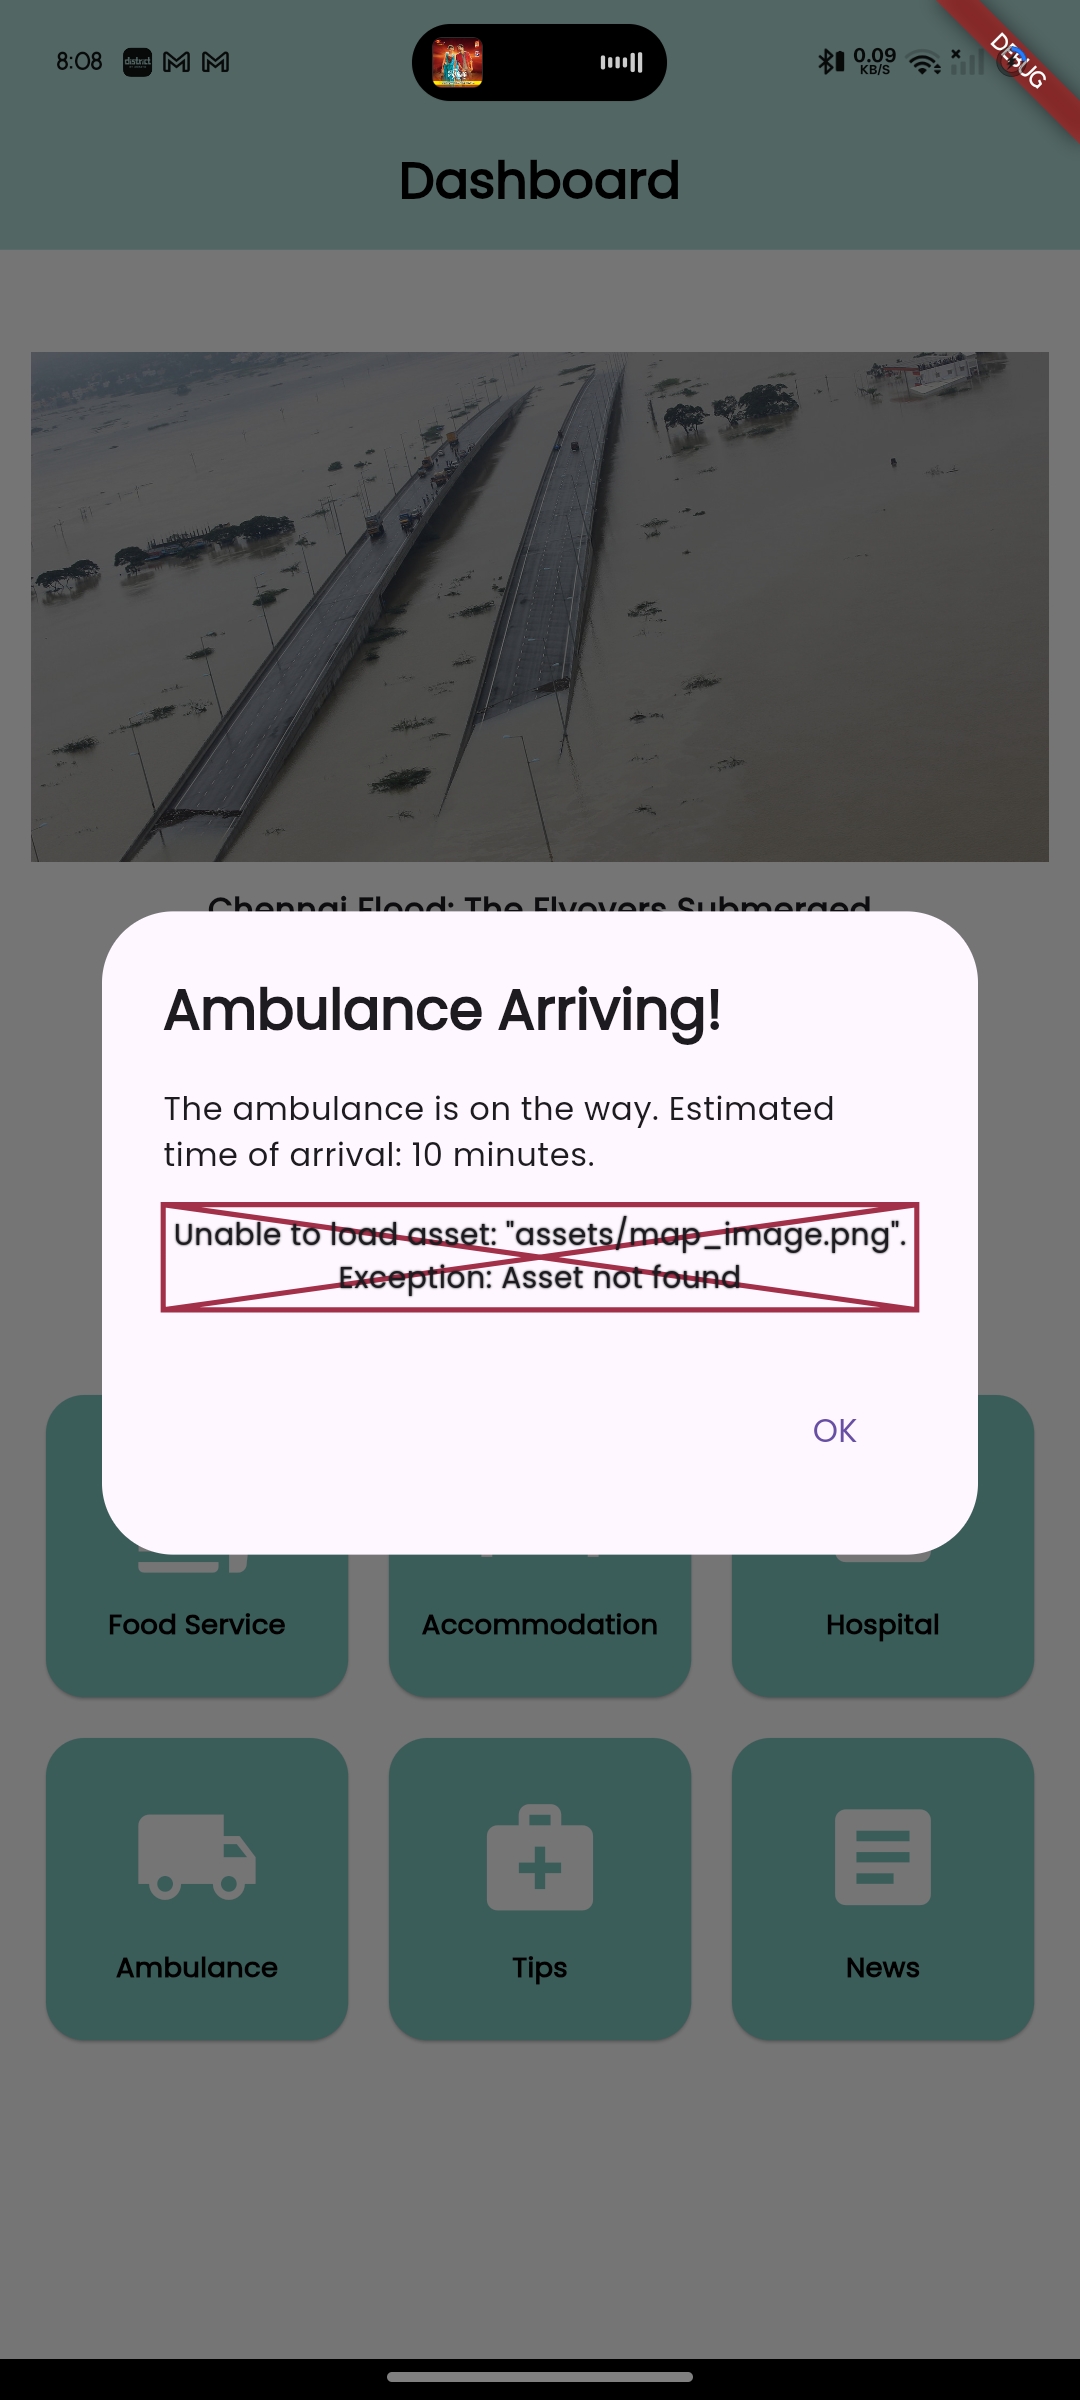 8:08
district
0.09
KB/S
DEBUG
Dashboard
Chennai Flood: The Flyovers Submerged
Ambulance Arriving!
The ambulance is on the way. Estimated
time of arrival: 10 minutes.
Unable to load asset: "assets/map_image.png".
Exception: Asset not found
OK
Food Service
Accommodation
Hospital
Ambulance
Tips
News